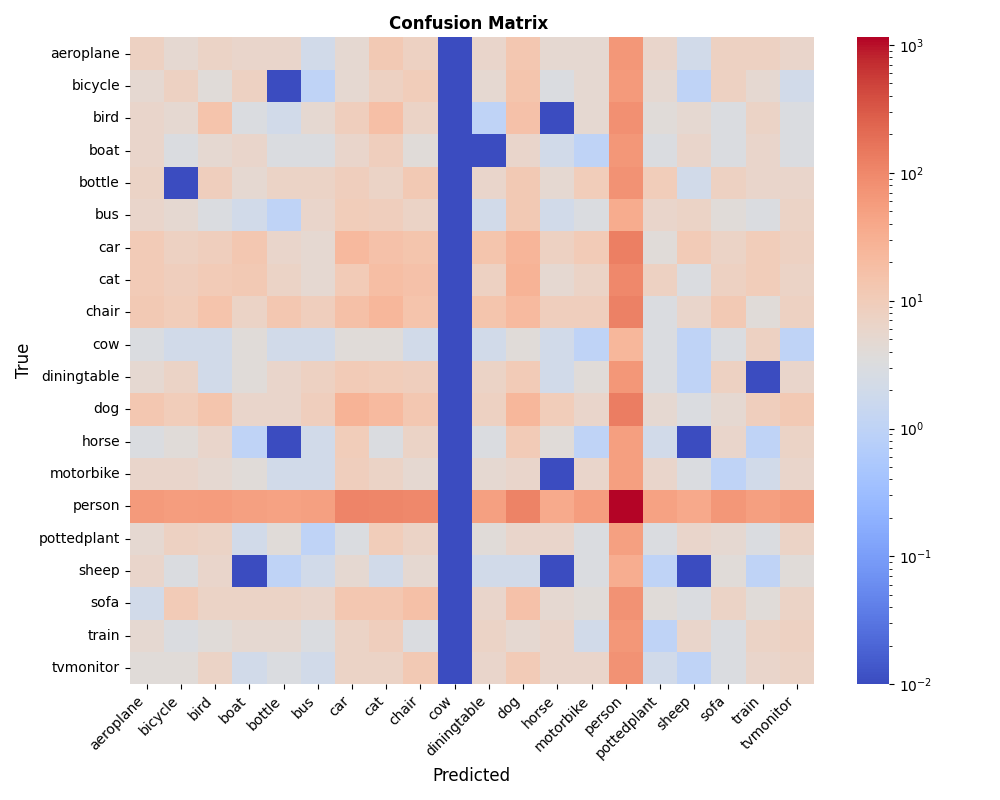 Confusion Matrix
True
aeroplane
bicycle
bird
boat
bottle
bus
car
cat
chair
cow
diningtable
dog
horse
motorbike
person
pottedplant
sheep
sofa
train
tvmonitor
aeroplane
bicycle
bird
boat
bottle
bus
car
cat
chair
cow
diningtable
dog
horse
motorbike
person
pottedplant
sheep
sofa
train
tvmonitor
Predicted
10³
10²
10¹
10⁰
10⁻¹
10⁻²